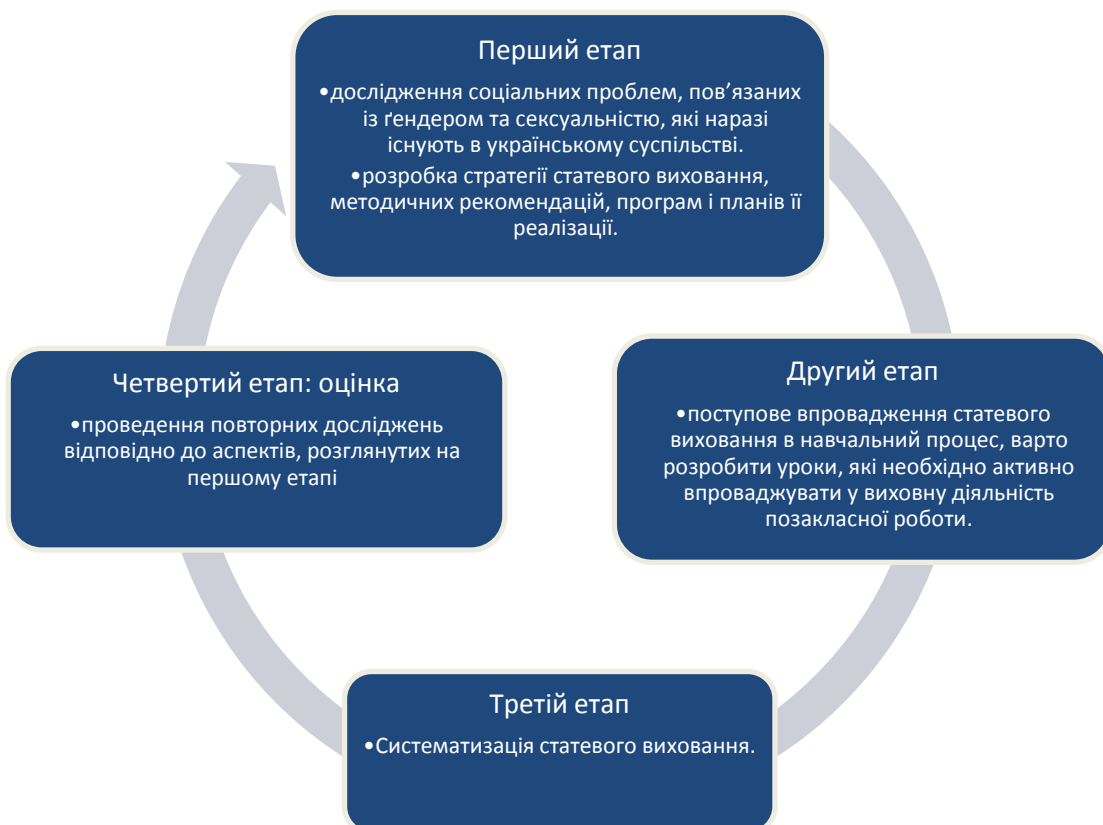 Перший етап
•дослідження соціальних проблем, пов’язаних
із ґендером та сексуальністю, які наразі
існують в українському суспільстві.
•розробка стратегії статевого виховання,
методичних рекомендацій, програм і планів її
реалізації.
Другий етап
•поступове впровадження статевого
виховання в навчальний процес, варто
розробити уроки, які необхідно активно
впроваджувати у виховну діяльність
позакласної роботи.
Третій етап
•Систематизація статевого виховання.
Четвертий етап: оцінка
•проведення повторних досліджень
відповідно до аспектів, розглянутих на
першому етапі